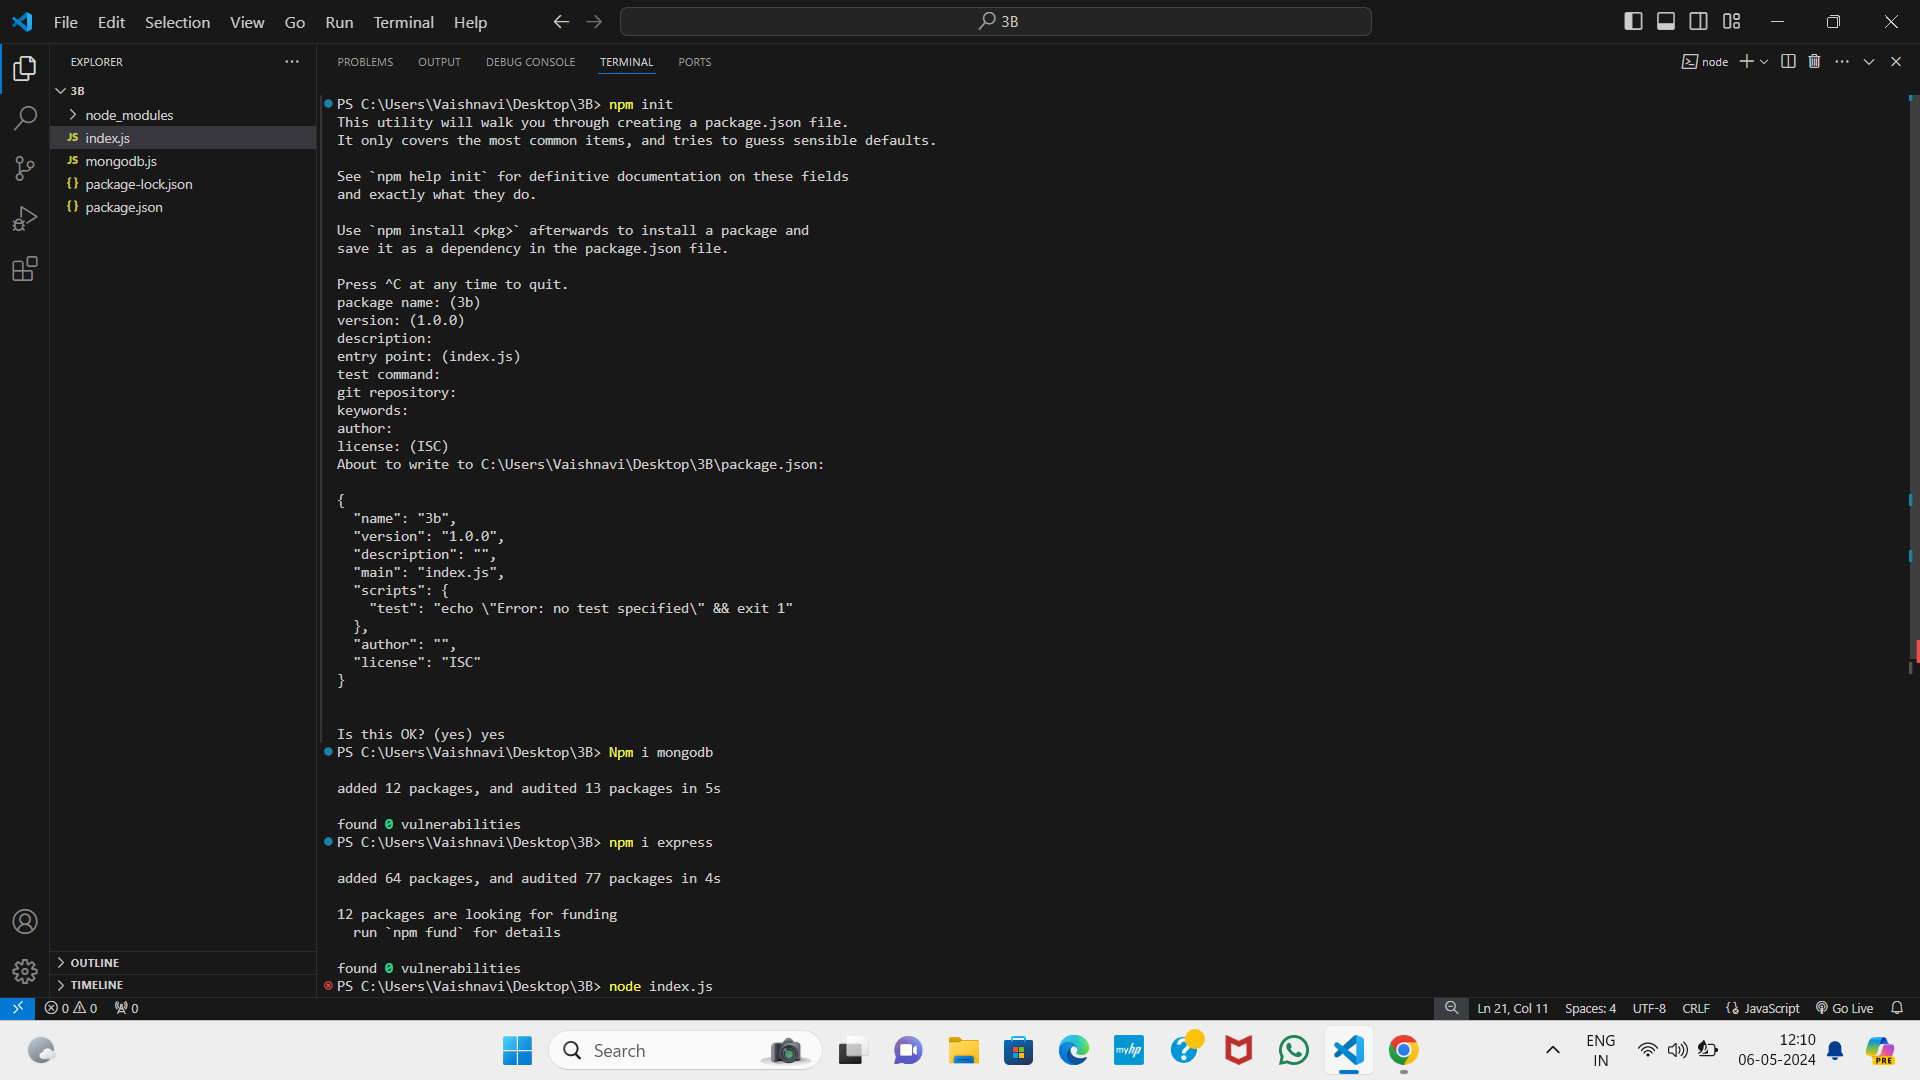 File Edit Selection View Go Run Terminal Help
3B
EXPLORER
3B
node_modules
JS index.js
JS mongodb.js
{} package-lock.json
{} package.json
OUTLINE
TIMELINE
PROBLEMS OUTPUT DEBUG CONSOLE TERMINAL PORTS
node
PS C:\Users\Vaishnavi\Desktop\3B> npm init
This utility will walk you through creating a package.json file.
It only covers the most common items, and tries to guess sensible defaults.
See `npm help init` for definitive documentation on these fields
and exactly what they do.
Use `npm install <pkg>` afterwards to install a package and
save it as a dependency in the package.json file.
Press ^C at any time to quit.
package name: (3b)
version: (1.0.0)
description:
entry point: (index.js)
test command:
git repository:
keywords:
author:
license: (ISC)
About to write to C:\Users\Vaishnavi\Desktop\3B\package.json:
{
"name": "3b",
"version": "1.0.0",
"description": "",
"main": "index.js",
"scripts": {
"test": "echo \"Error: no test specified\" && exit 1"
},
"author": "",
"license": "ISC"
}
Is this OK? (yes) yes
PS C:\Users\Vaishnavi\Desktop\3B> Npm i mongodb
added 12 packages, and audited 13 packages in 5s
found 0 vulnerabilities
PS C:\Users\Vaishnavi\Desktop\3B> npm i express
added 64 packages, and audited 77 packages in 4s
12 packages are looking for funding
run `npm fund` for details
found 0 vulnerabilities
PS C:\Users\Vaishnavi\Desktop\3B> node index.js
0 0 0
Ln 21, Col 11 Spaces: 4 UTF-8 CRLF {} JavaScript Go Live
Search
myhp
ENG
IN
12:10
06-05-2024
PRE